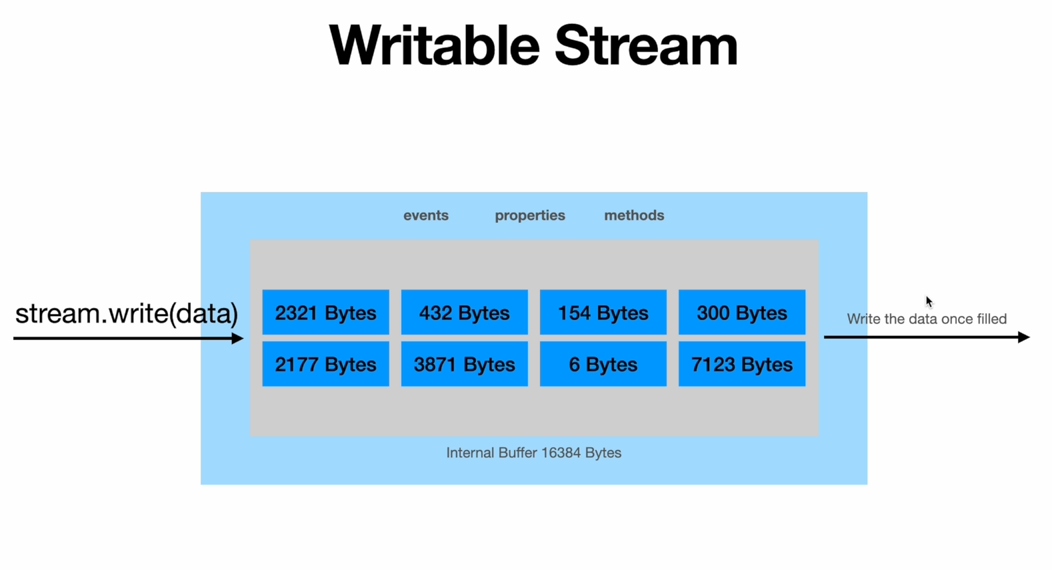 Writable Stream
events properties methods
stream.write(data)
2321 Bytes 432 Bytes 154 Bytes 300 Bytes
Write the data once filled
2177 Bytes 3871 Bytes 6 Bytes 7123 Bytes
Internal Buffer 16384 Bytes